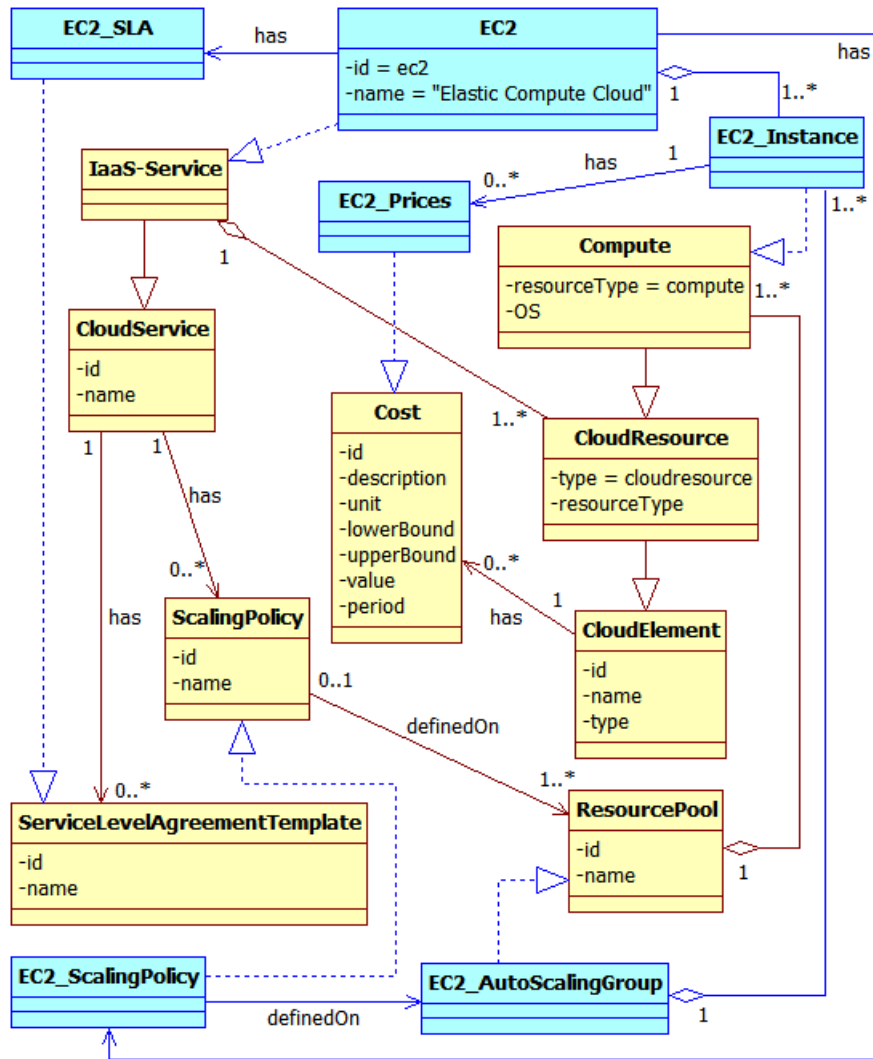 EC2_SLA
has
EC2
-id = ec2
-name = "Elastic Compute Cloud"
has
1
1..*
EC2_Instance
IaaS-Service
has
1
0..*
EC2_Prices
1..*
1
Compute
-resourceType = compute
-OS
1..*
CloudService
-id
-name
Cost
-id
-description
-unit
-lowerBound
-upperBound
-value
-period
1..*
CloudResource
-type = cloudresource
-resourceType
1
1
has
0..*
has
0..*
1
has
CloudElement
-id
-name
-type
ScalingPolicy
-id
-name
0..1
definedOn
1..*
0..*
ServiceLevelAgreementTemplate
-id
-name
ResourcePool
-id
-name
1
EC2_ScalingPolicy
definedOn
EC2_AutoScalingGroup
1